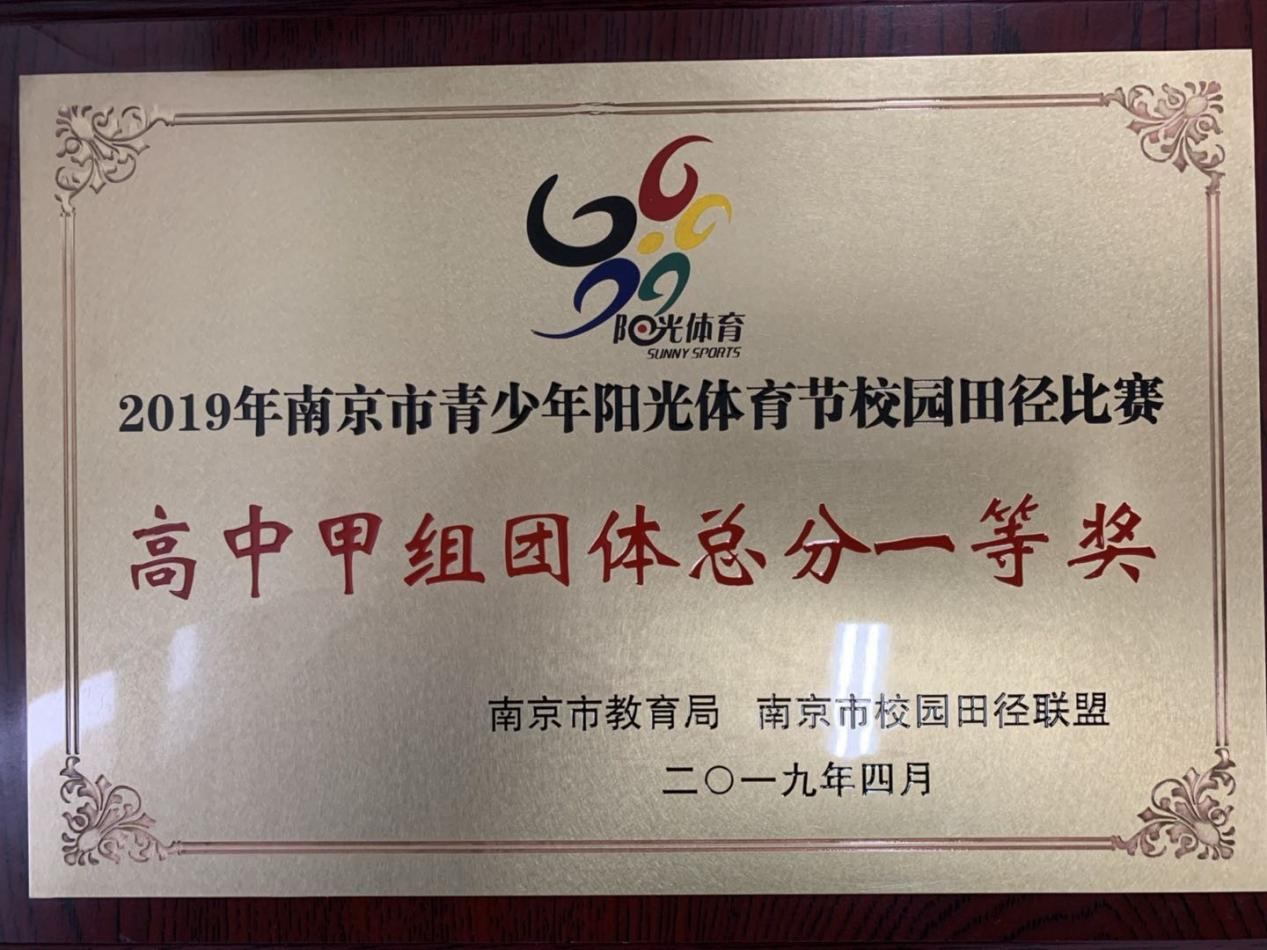 阳光体育
SUNNY SPORTS
2019年南京市青少年阳光体育节校园田径比赛
高中甲组团体总分一等奖
南京市教育局 南京市校园田径联盟
二〇一九年四月